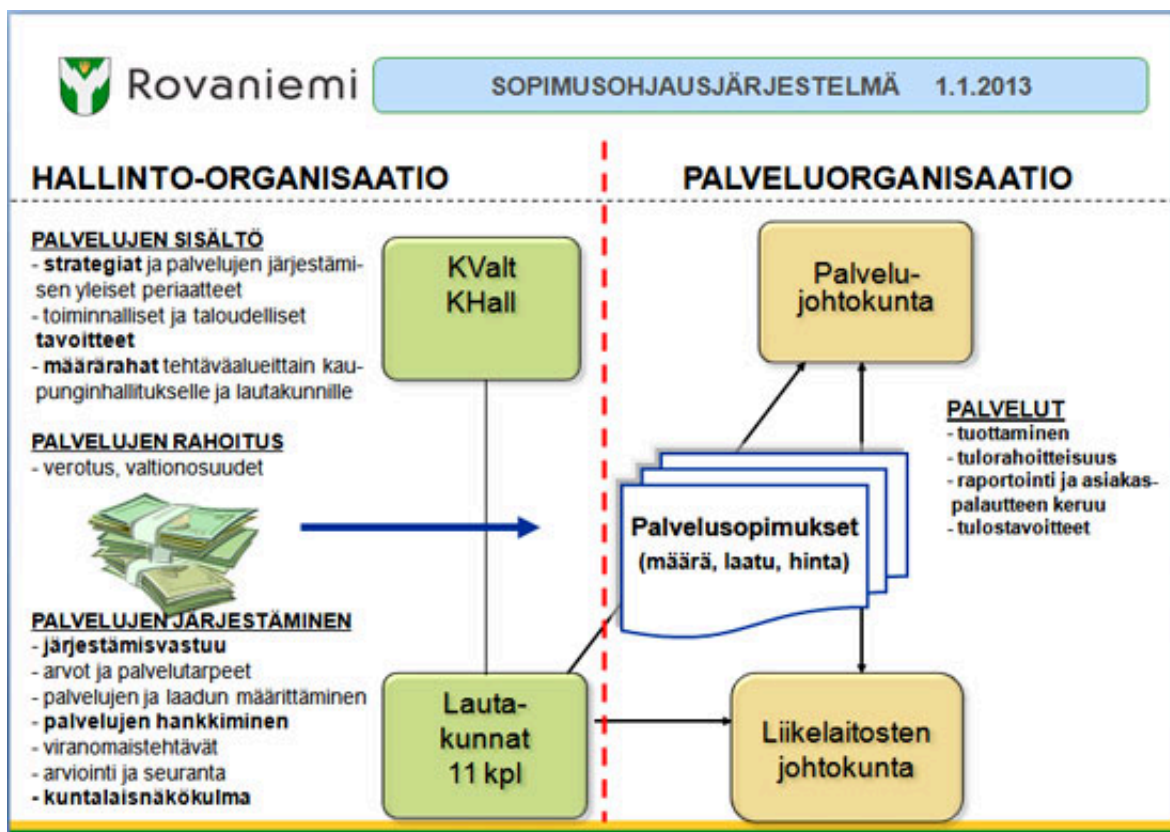 Rovaniemi
SOPIMUSOHJAUSJÄRJESTELMÄ 1.1.2013
HALLINTO-ORGANISAATIO
PALVELUORGANISAATIO
PALVELUJEN SISÄLTÖ
- strategiat ja palvelujen järjestämi-
sen yleiset periaatteet
- toiminnalliset ja taloudelliset
tavoitteet
- määrärahat tehtäväalueittain kau-
punginhallitukselle ja lautakunnille
PALVELUJEN RAHOITUS
- verotus, valtionosuudet
PALVELUJEN JÄRJESTÄMINEN
- järjestämisvastuu
- arvot ja palvelutarpeet
- palvelujen ja laadun määrittäminen
- palvelujen hankkiminen
- viranomaistehtävät
- arviointi ja seuranta
- kuntalaisnäkökulma
KValt
KHall
Lauta-
kunnat
11 kpl
Palvelu-
johtokunta
Palvelusopimukset
(määrä, laatu, hinta)
PALVELUT
- tuottaminen
- tulorahoitteisuus
- raportointi ja asiakas-
palautteen keruu
- tulostavoitteet
Liikelaitosten
johtokunta